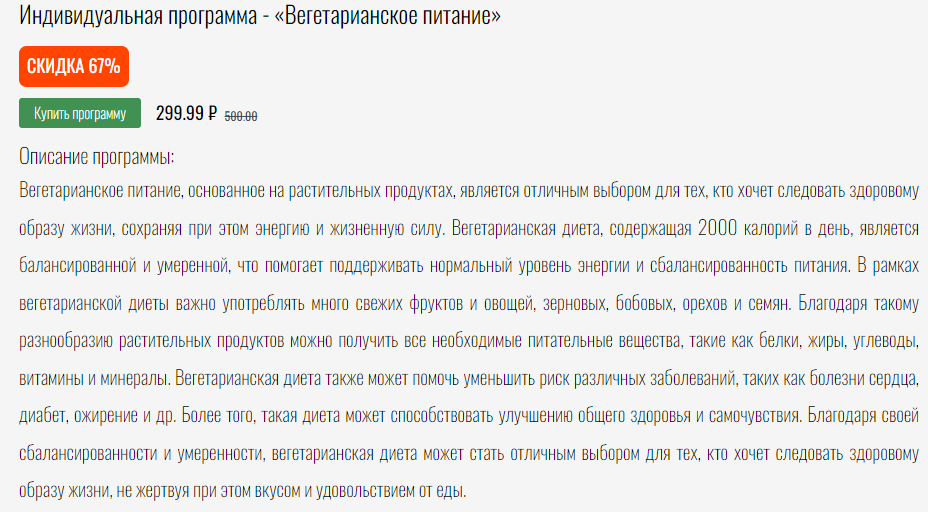 Индивидуальная программа - «Вегетарианское питание»
СКИДКА 67%
Купить программу 299.99 ₽ 500.00
Описание программы:
Вегетарианское питание, основанное на растительных продуктах, является отличным выбором для тех, кто хочет следовать здоровому
образу жизни, сохраняя при этом энергию и жизненную силу. Вегетарианская диета, содержащая 2000 калорий в день, является
балансированной и умеренной, что помогает поддерживать нормальный уровень энергии и сбалансированность питания. В рамках
вегетарианской диеты важно употреблять много свежих фруктов и овощей, зерновых, бобовых, орехов и семян. Благодаря такому
разнообразию растительных продуктов можно получить все необходимые питательные вещества, такие как белки, жиры, углеводы,
витамины и минералы. Вегетарианская диета также может помочь уменьшить риск различных заболеваний, таких как болезни сердца,
диабет, ожирение и др. Более того, такая диета может способствовать улучшению общего здоровья и самочувствия. Благодаря своей
сбалансированности и умеренности, вегетарианская диета может стать отличным выбором для тех, кто хочет следовать здоровому
образу жизни, не жертвуя при этом вкусом и удовольствием от еды.